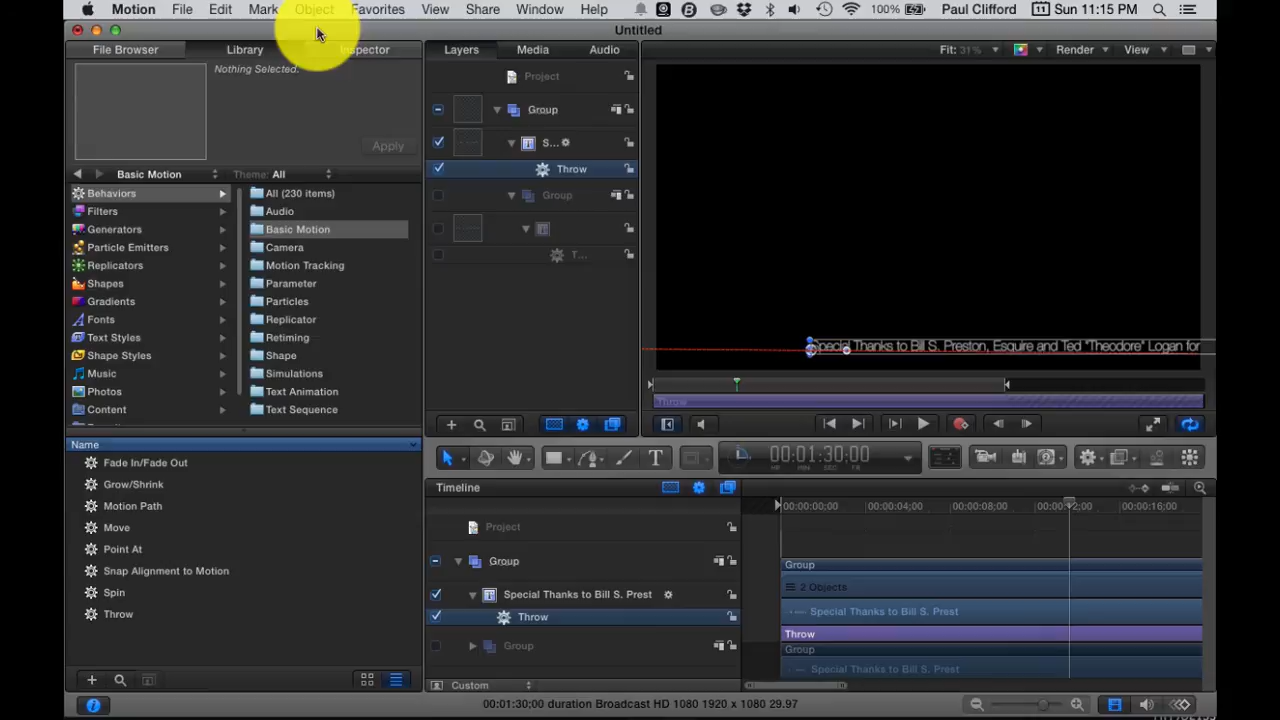 Motion File Edit Mark Object Favorites View Share Window Help 100% Paul Clifford Sun 11:15 PM
Untitled
File Browser Library Inspector Layers Media Audio Fit: 31% Render View
Nothing Selected.
Project
Group
Apply
S...
Throw
Basic Motion Theme: All
Behaviors All (230 items)
Group
Filters Audio
Generators Basic Motion
Particle Emitters Camera
T...
Replicators Motion Tracking
Shapes Parameter
Gradients Particles
Fonts Replicator
Text Styles Retiming
Shape Styles Shape
Special Thanks to Bill S. Preston, Esquire and Ted "Theodore" Logan for
Music Simulations
Photos Text Animation
Content Text Sequence
Throw
Name
Fade In/Fade Out
Grow/Shrink
Motion Path
Move
Point At
Snap Alignment to Motion
Spin
Throw
00:01:30:00
HR MIN SEC FR
Timeline
00:00:00;00 00:00:04;00 00:00:08;00 00:00:16;00
Project
Group Group
2 Objects
Special Thanks to Bill S. Prest Special Thanks to Bill S. Prest
Throw Throw
Group Group
Special Thanks to Bill S. Prest
Custom
00:01:30:00 duration Broadcast HD 1080 1920 x 1080 29.97